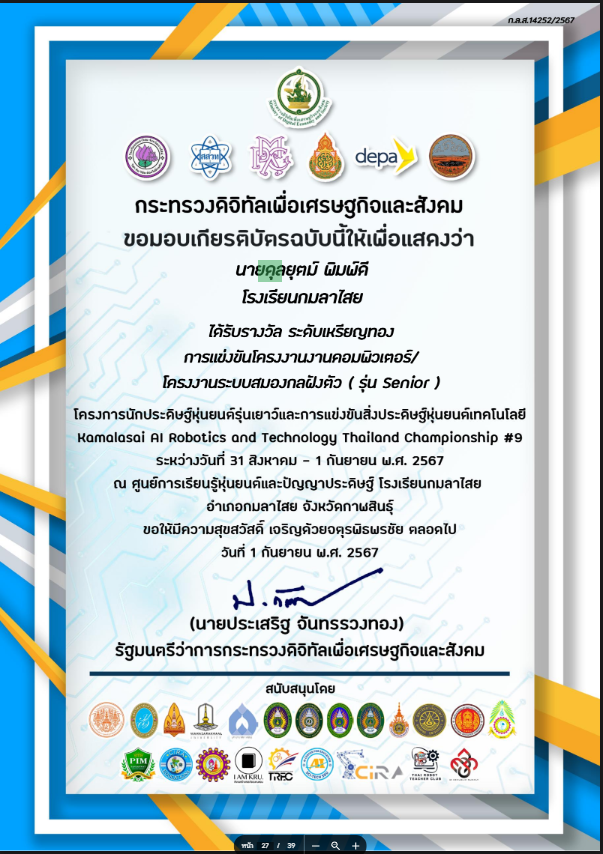 ก.ล.ส.14252/2567
depa
กระทรวงดิจิทัลเพื่อเศรษฐกิจและสังคม
ขอมอบเกียรติบัตรฉบับนี้ให้เพื่อแสดงว่า
นายดุลยุตม์ พิมพ์ดี
โรงเรียนกมลาไสย
ได้รับรางวัล ระดับเหรียญทอง
การแข่งขันโครงงานงานคอมพิวเตอร์/
โครงงานระบบสมองกลฝังตัว ( รุ่น Senior )
โครงการนักประดิษฐ์หุ่นยนต์รุ่นเยาว์และการแข่งขันสิ่งประดิษฐ์หุ่นยนต์เทคโนโลยี
Kamalasai AI Robotics and Technology Thailand Championship #9
ระหว่างวันที่ 31 สิงหาคม - 1 กันยายน พ.ศ. 2567
ณ ศูนย์การเรียนรู้หุ่นยนต์และปัญญาประดิษฐ์ โรงเรียนกมลาไสย
อำเภอกมลาไสย จังหวัดกาฬสินธุ์
ขอให้มีความสุขสวัสดิ์ เจริญด้วยจตุรพิธพรชัย ตลอดไป
วันที่ 1 กันยายน พ.ศ. 2567
(นายประเสริฐ จันทรรวงทอง)
รัฐมนตรีว่าการกระทรวงดิจิทัลเพื่อเศรษฐกิจและสังคม
สนับสนุนโดย
PIM
I AM KRU.
TRFC
CiRA
THAI ROBOT
TEACHER CLUB
หน้า 27 / 39